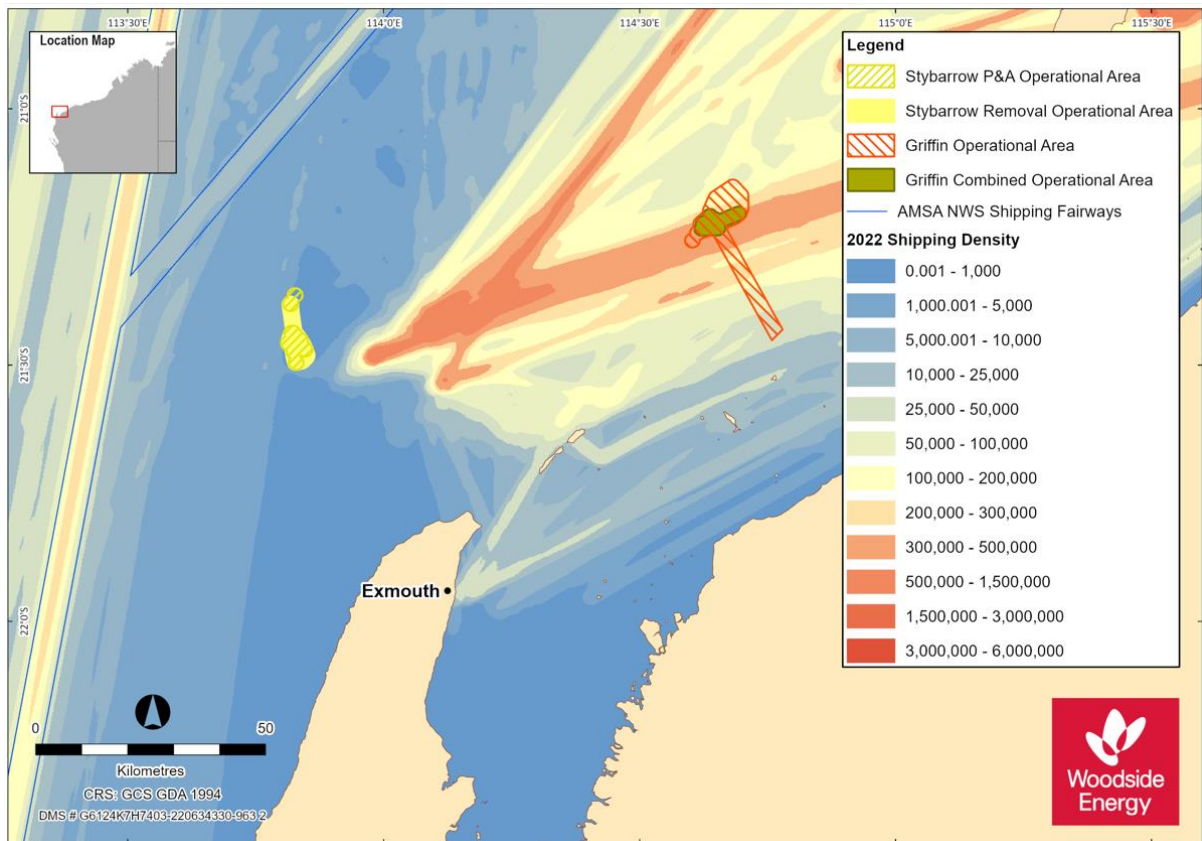 113°30'E
114°0'E
114°30'E
115°0'E
115°30'E
Location Map
21°0'S
21°30'S
22°0'S
Exmouth
0 50
Kilometres
CRS: GCS GDA 1994
DMS # G6124K7H7403-220634330-963 2
Legend
Stybarrow P&A Operational Area
Stybarrow Removal Operational Area
Griffin Operational Area
Griffin Combined Operational Area
AMSA NWS Shipping Fairways
2022 Shipping Density
0.001 - 1,000
1,000.001 - 5,000
5,000.001 - 10,000
10,000 - 25,000
25,000 - 50,000
50,000 - 100,000
100,000 - 200,000
200,000 - 300,000
300,000 - 500,000
500,000 - 1,500,000
1,500,000 - 3,000,000
3,000,000 - 6,000,000
Woodside
Energy